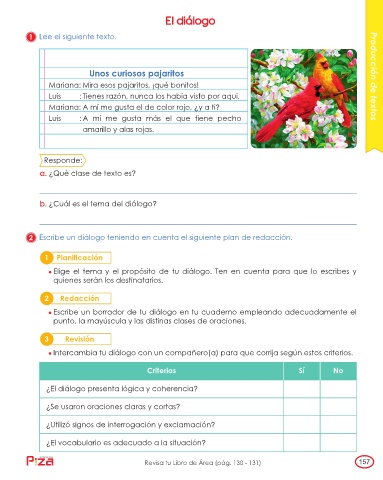 El diálogo
1 Lee el siguiente texto.
Unos curiosos pajaritos
Mariana: Mira esos pajaritos, ¡qué bonitos!
Luis : Tienes razón, nunca los había visto por aquí.
Mariana: A mí me gusta el de color rojo, ¿y a ti?
Luis : A mí me gusta más el que tiene pecho
amarillo y alas rojas.
Responde:
a. ¿Qué clase de texto es?
b. ¿Cuál es el tema del diálogo?
2 Escribe un diálogo teniendo en cuenta el siguiente plan de redacción.
1 Planificación
• Elige el tema y el propósito de tu diálogo. Ten en cuenta para que lo escribes y
quienes serán los destinatarios.
2 Redacción
• Escribe un borrador de tu diálogo en tu cuaderno empleando adecuadamente el
punto, la mayúscula y las distinas clases de oraciones.
3 Revisión
• Intercambia tu diálogo con un compañero(a) para que corrija según estos criterios.
Criterios Sí No
¿El diálogo presenta lógica y coherencia?
¿Se usaron oraciones claras y cortas?
¿Utilizó signos de interrogación y exclamación?
¿El vocabulario es adecuado a la situación?
Revisa tu Libro de Área (pág. 130 - 131)
157
Producción de textos